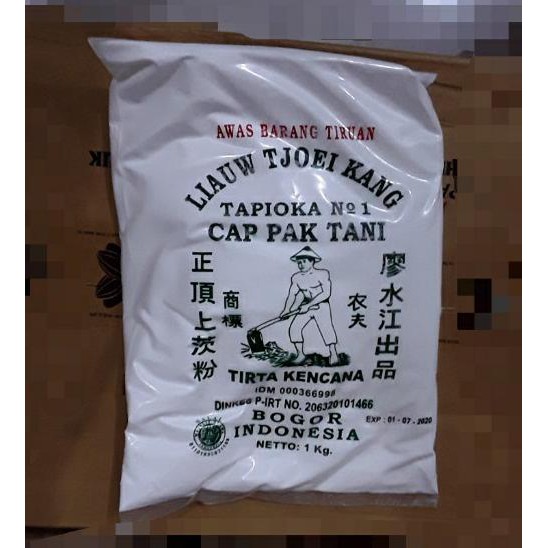 AWAS BARANG TIRUAN
LIAUW TJOEI KANG
TAPIOKA No 1
CAP PAK TANI
正頂上茨粉
商標
农夫
廖水江出品
TIRTA KENCANA
IDM 000366998
DINKES P-IRT NO. 206320101466
EXP : 01 - 07 - 2020
BOGOR
INDONESIA
NETTO: 1 Kg.